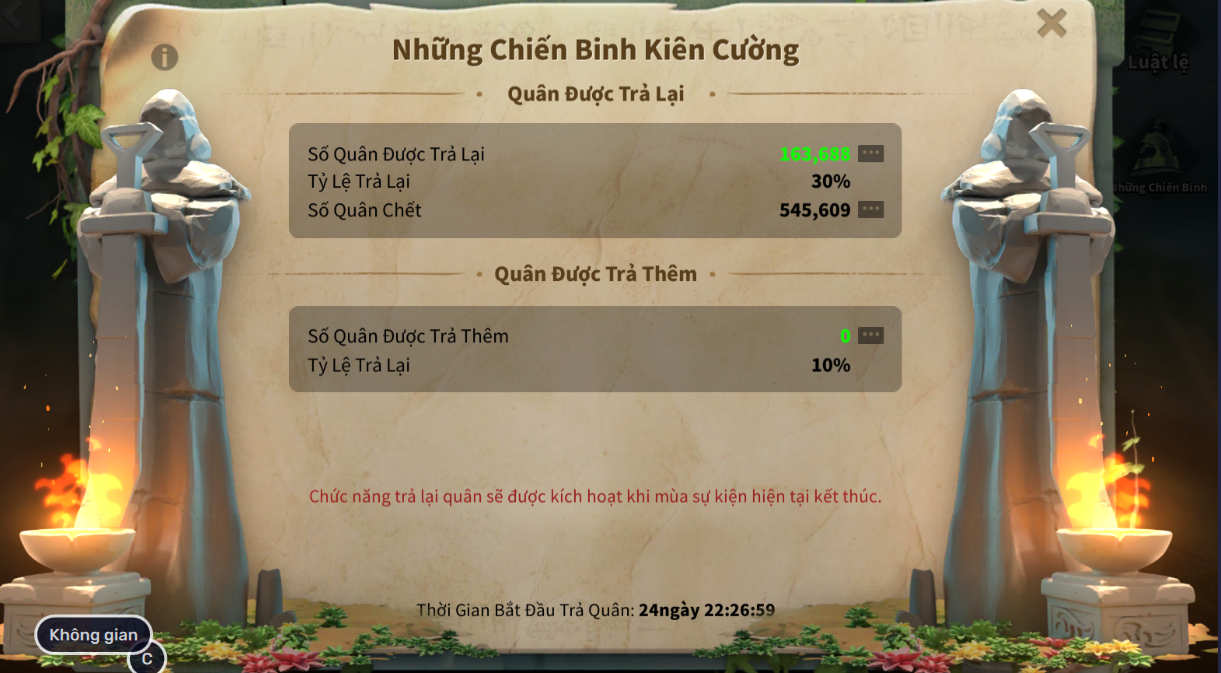 Những Chiến Binh Kiên Cường
Luật lệ
Quân Được Trả Lại
Số Quân Được Trả Lại 163,688
Tỷ Lệ Trả Lại 30%
Những Chiến Binh
Số Quân Chết 545,609
Quân Được Trả Thêm
Số Quân Được Trả Thêm 0
Tỷ Lệ Trả Lại 10%
Chức năng trả lại quân sẽ được kích hoạt khi mùa sự kiện hiện tại kết thúc.
Thời Gian Bắt Đầu Trả Quân: 24ngày 22:26:59
Không gian
C